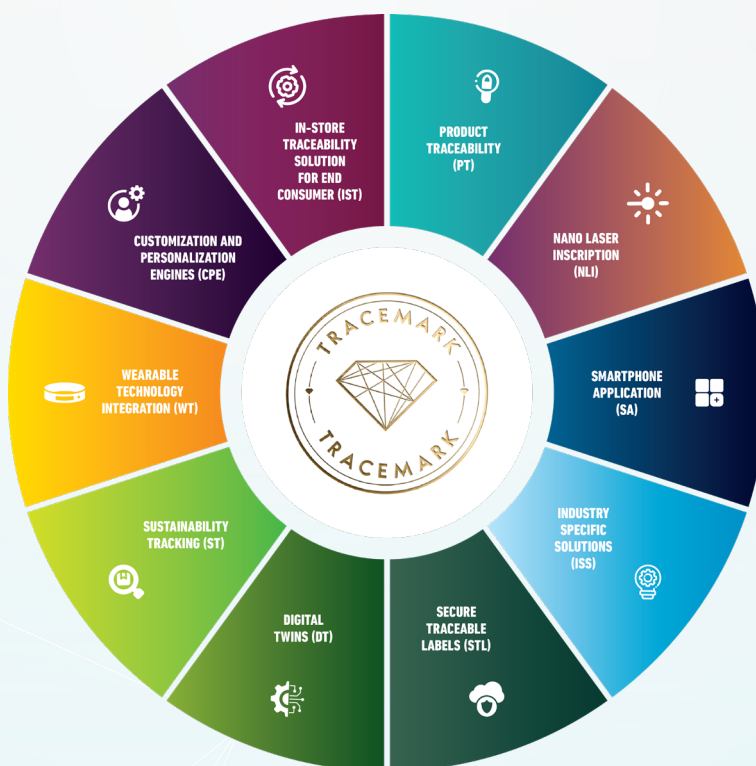 IN-STORE
TRACEABILITY
SOLUTION
FOR END
CONSUMER (IST)
PRODUCT
TRACEABILITY
(PT)
NANO LASER
INSCRIPTION
(NLI)
SMARTPHONE
APPLICATION
(SA)
INDUSTRY
SPECIFIC
SOLUTIONS
(ISS)
SECURE
TRACEABLE
LABELS (STL)
DIGITAL
TWINS (DT)
SUSTAINABILITY
TRACKING (ST)
WEARABLE
TECHNOLOGY
INTEGRATION (WT)
CUSTOMIZATION AND
PERSONALIZATION
ENGINES (CPE)
TRACEMARK
TRACEMARK